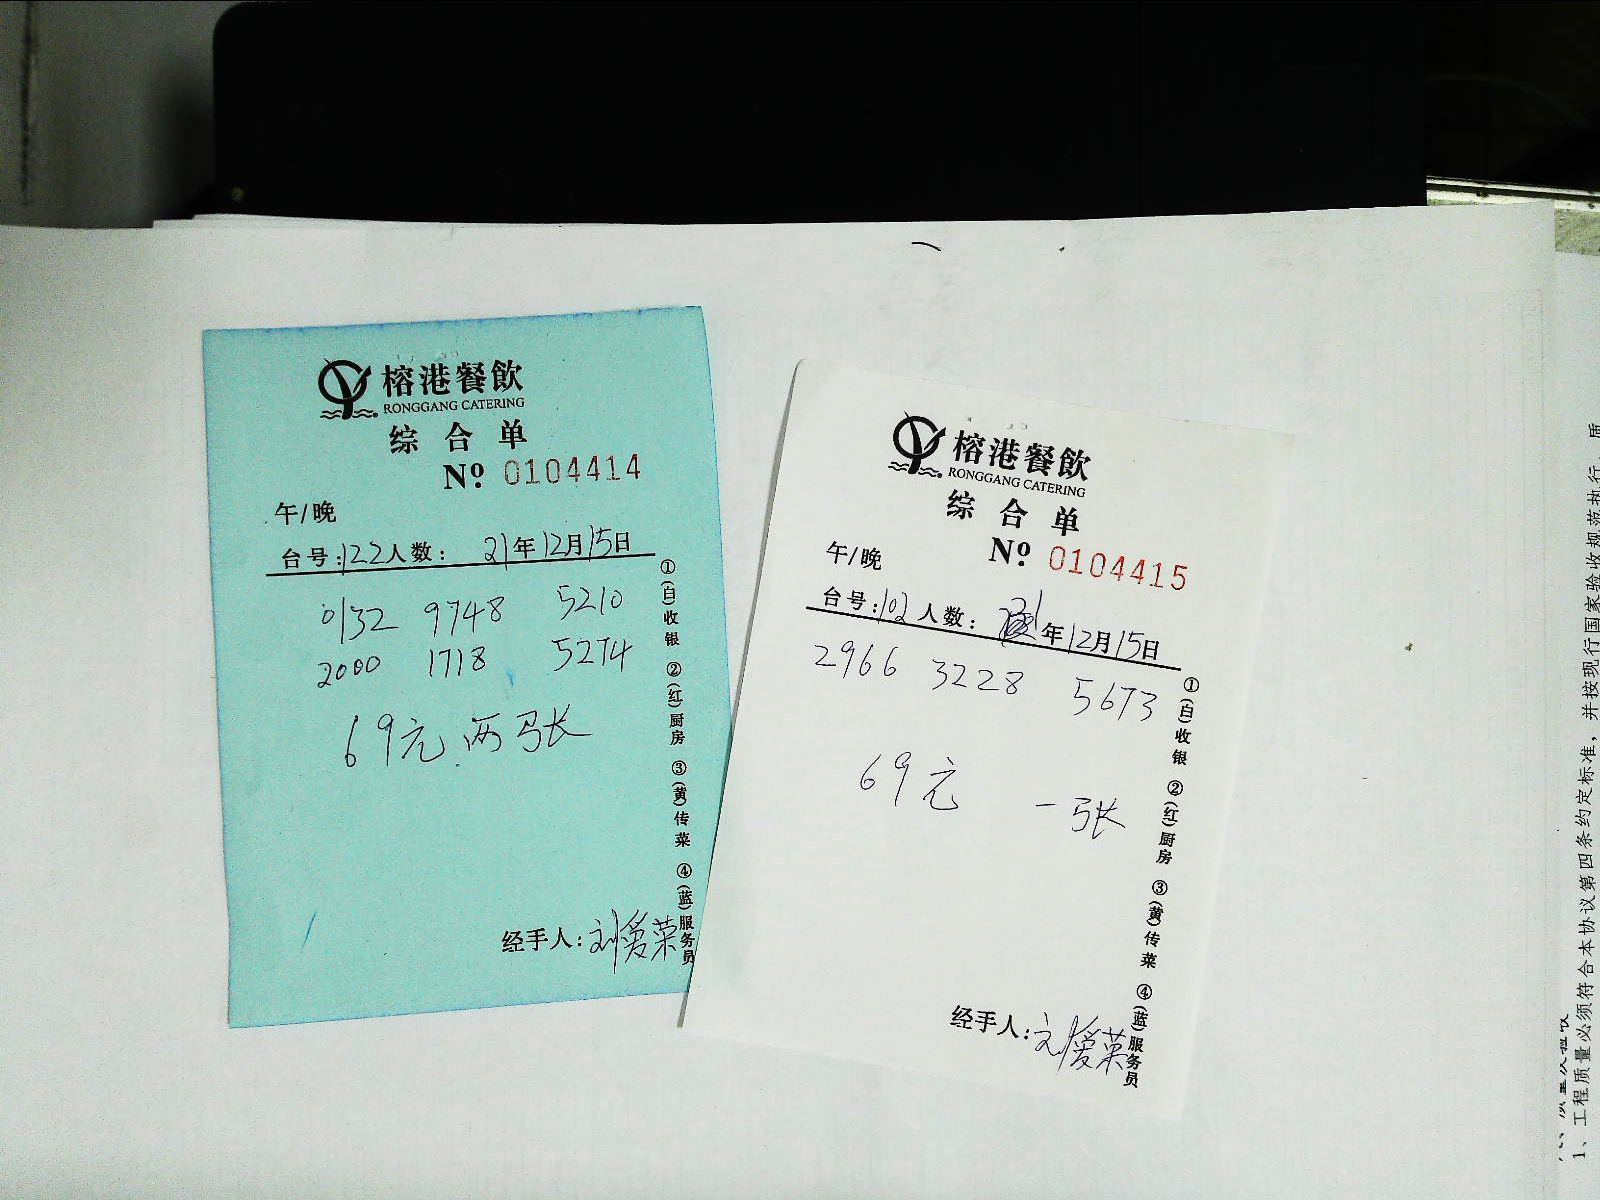 榕港餐飲
RONGGANG CATERING
综合单
Nº 0104414
午/晚
台号:122人数: 21年12月15日
0132 9748 5210
2000 1718 5274
69元 两张
经手人:刘爱菜
①(白)收银 ②(红)厨房 ③(黄)传菜 ④(蓝)服务员
榕港餐飲
RONGGANG CATERING
综合单
Nº 0104415
午/晚
台号:102人数: 21年12月15日
2966 3228 5673
69元 一张
经手人:刘爱菜
①(白)收银 ②(红)厨房 ③(黄)传菜 ④(蓝)服务员
1、工程质量必须符合本协议第四条约定标准，并按现行国家验收规范执行，质